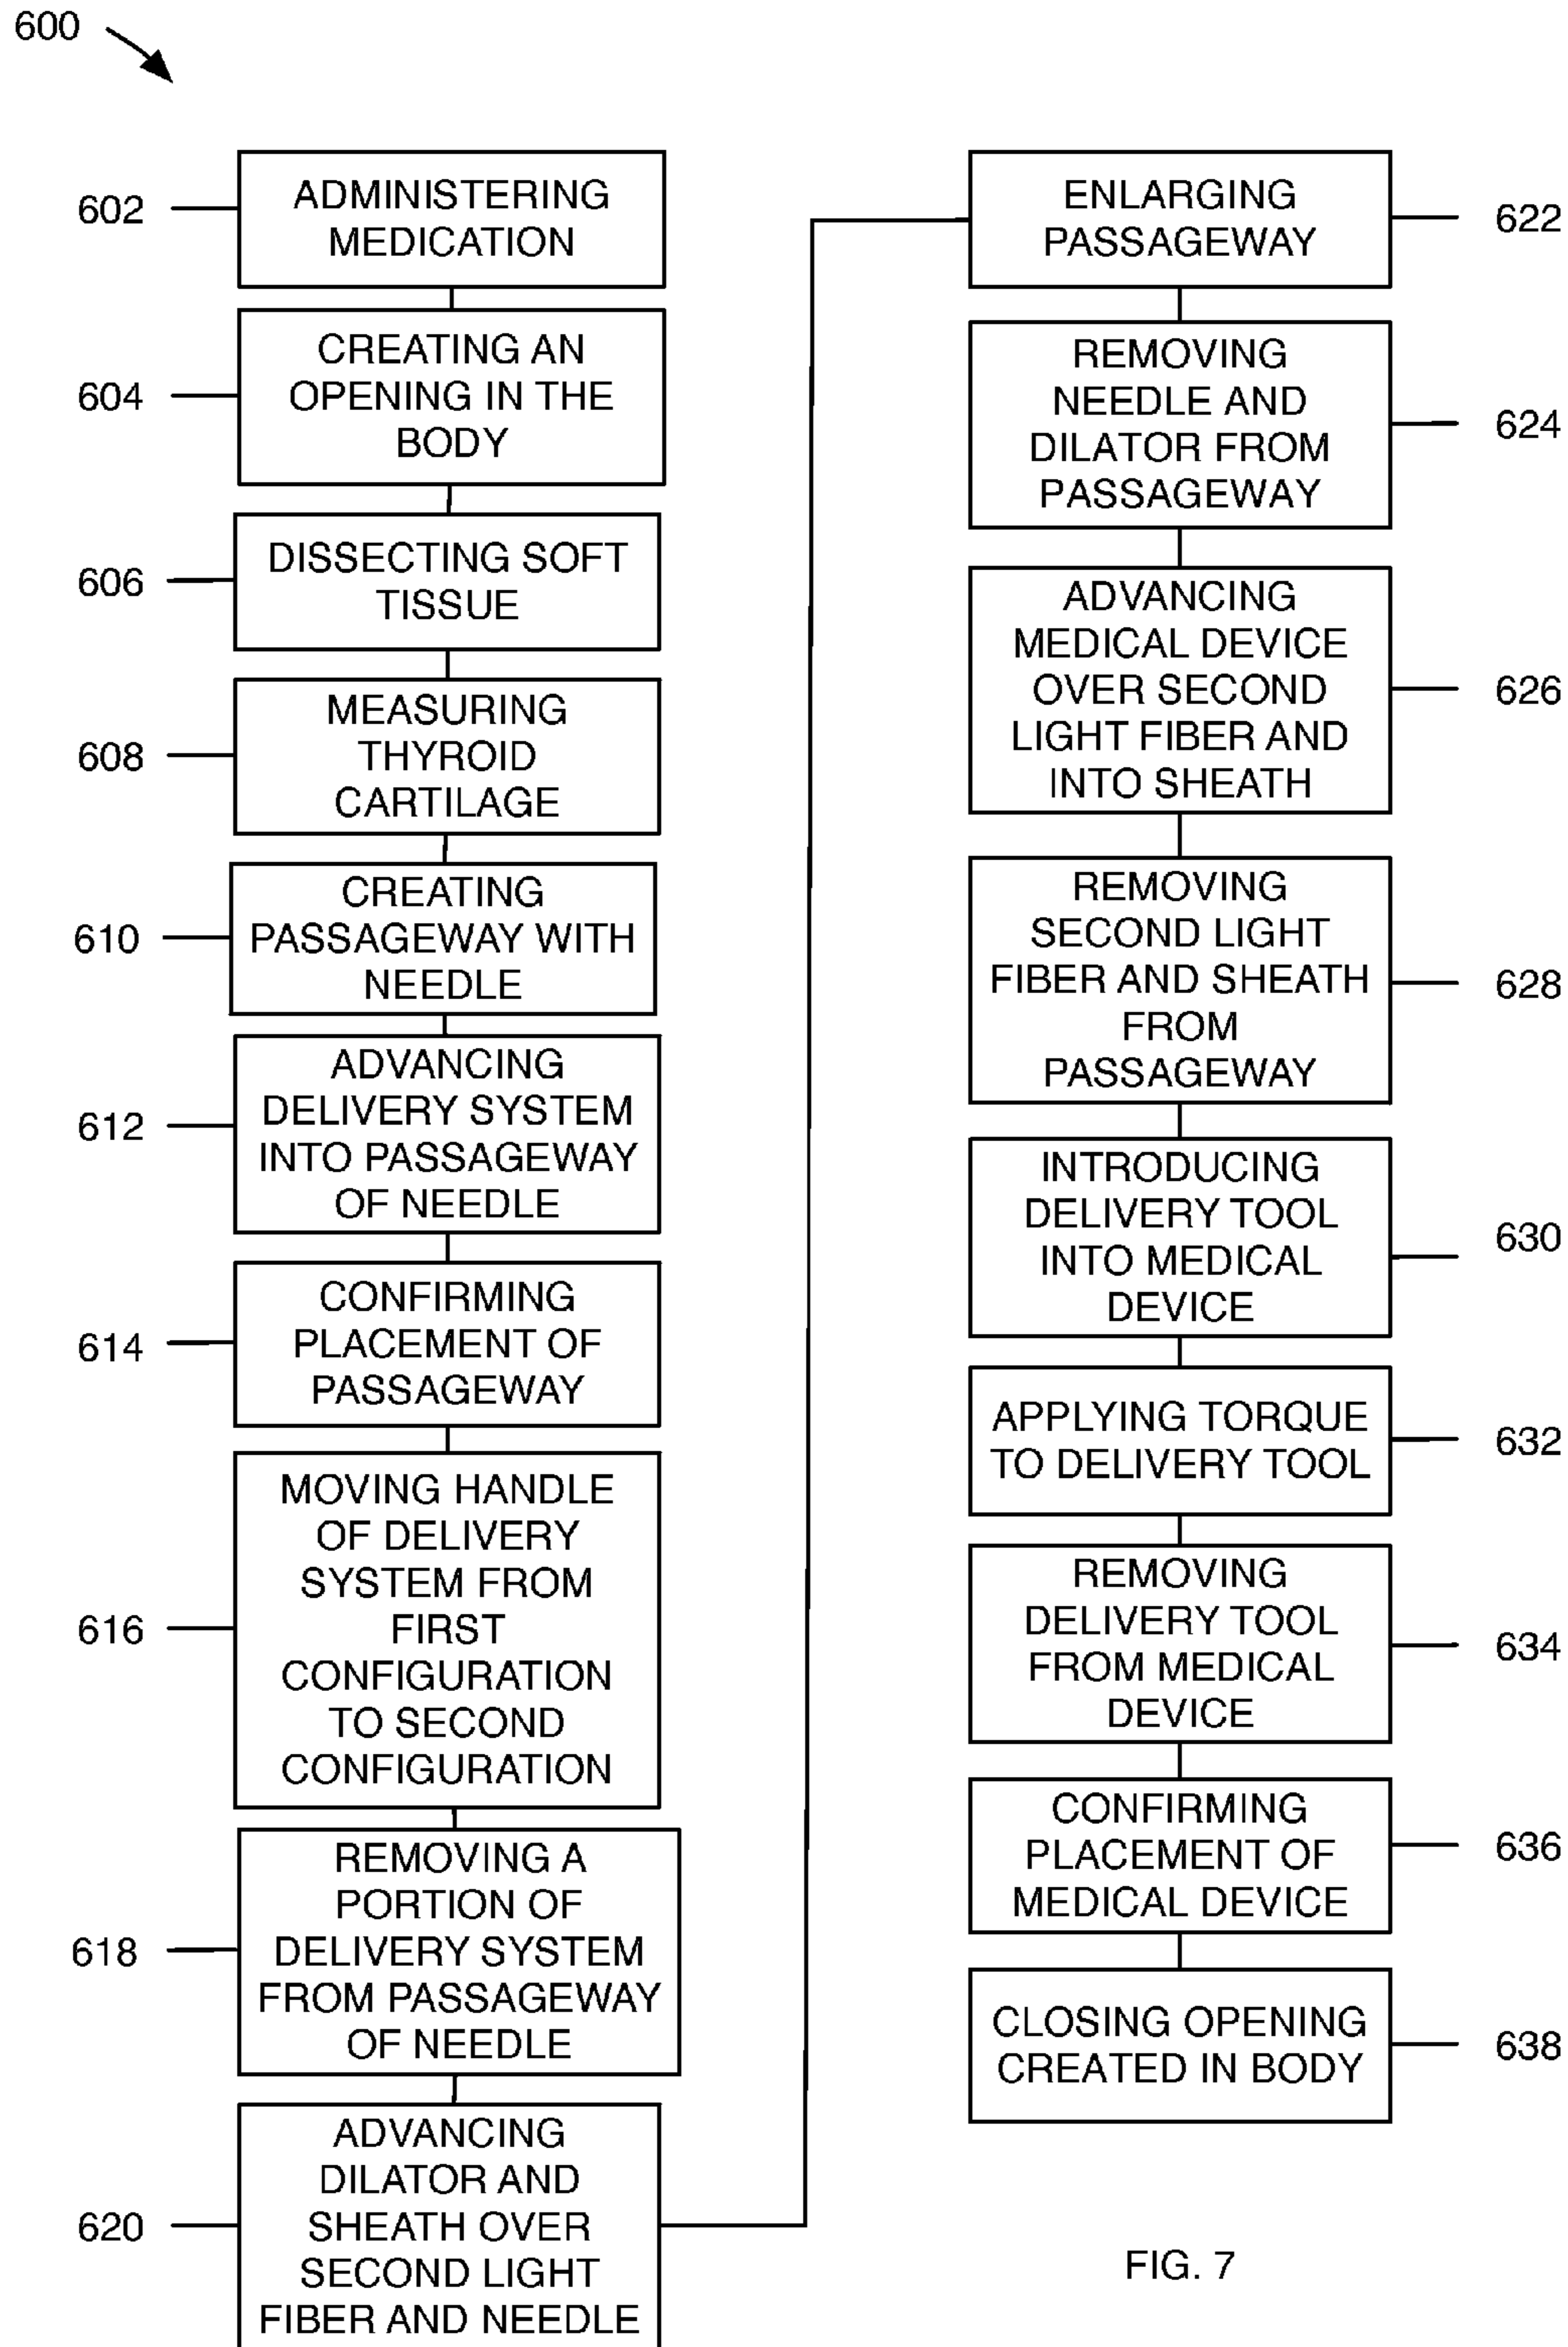 600
602
ADMINISTERING
MEDICATION
604
CREATING AN
OPENING IN THE
BODY
606
DISSECTING SOFT
TISSUE
608
MEASURING
THYROID
CARTILAGE
610
CREATING
PASSAGEWAY WITH
NEEDLE
612
ADVANCING
DELIVERY SYSTEM
INTO PASSAGEWAY
OF NEEDLE
614
CONFIRMING
PLACEMENT OF
PASSAGEWAY
616
MOVING HANDLE
OF DELIVERY
SYSTEM FROM
FIRST
CONFIGURATION
TO SECOND
CONFIGURATION
618
REMOVING A
PORTION OF
DELIVERY SYSTEM
FROM PASSAGEWAY
OF NEEDLE
620
ADVANCING
DILATOR AND
SHEATH OVER
SECOND LIGHT
FIBER AND NEEDLE
ENLARGING
PASSAGEWAY
622
REMOVING
NEEDLE AND
DILATOR FROM
PASSAGEWAY
624
ADVANCING
MEDICAL DEVICE
OVER SECOND
LIGHT FIBER AND
INTO SHEATH
626
REMOVING
SECOND LIGHT
FIBER AND SHEATH
FROM
PASSAGEWAY
628
INTRODUCING
DELIVERY TOOL
INTO MEDICAL
DEVICE
630
APPLYING TORQUE
TO DELIVERY TOOL
632
REMOVING
DELIVERY TOOL
FROM MEDICAL
DEVICE
634
CONFIRMING
PLACEMENT OF
MEDICAL DEVICE
636
CLOSING OPENING
CREATED IN BODY
638
FIG. 7